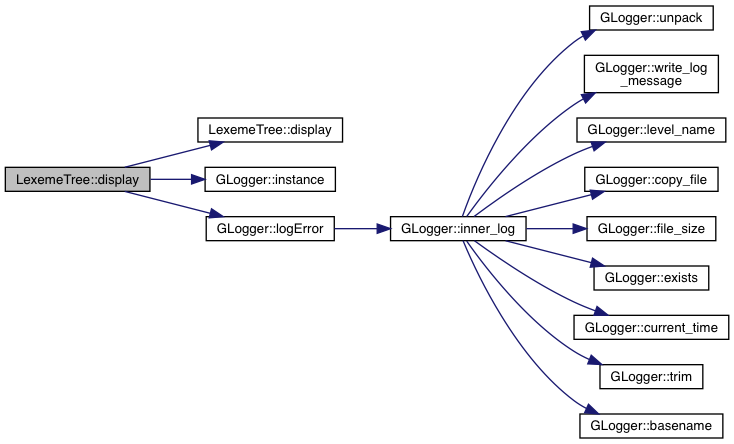 LexemeTree::display
LexemeTree::display
GLogger::instance
GLogger::logError
GLogger::inner_log
GLogger::unpack
GLogger::write_log
_message
GLogger::level_name
GLogger::copy_file
GLogger::file_size
GLogger::exists
GLogger::current_time
GLogger::trim
GLogger::basename